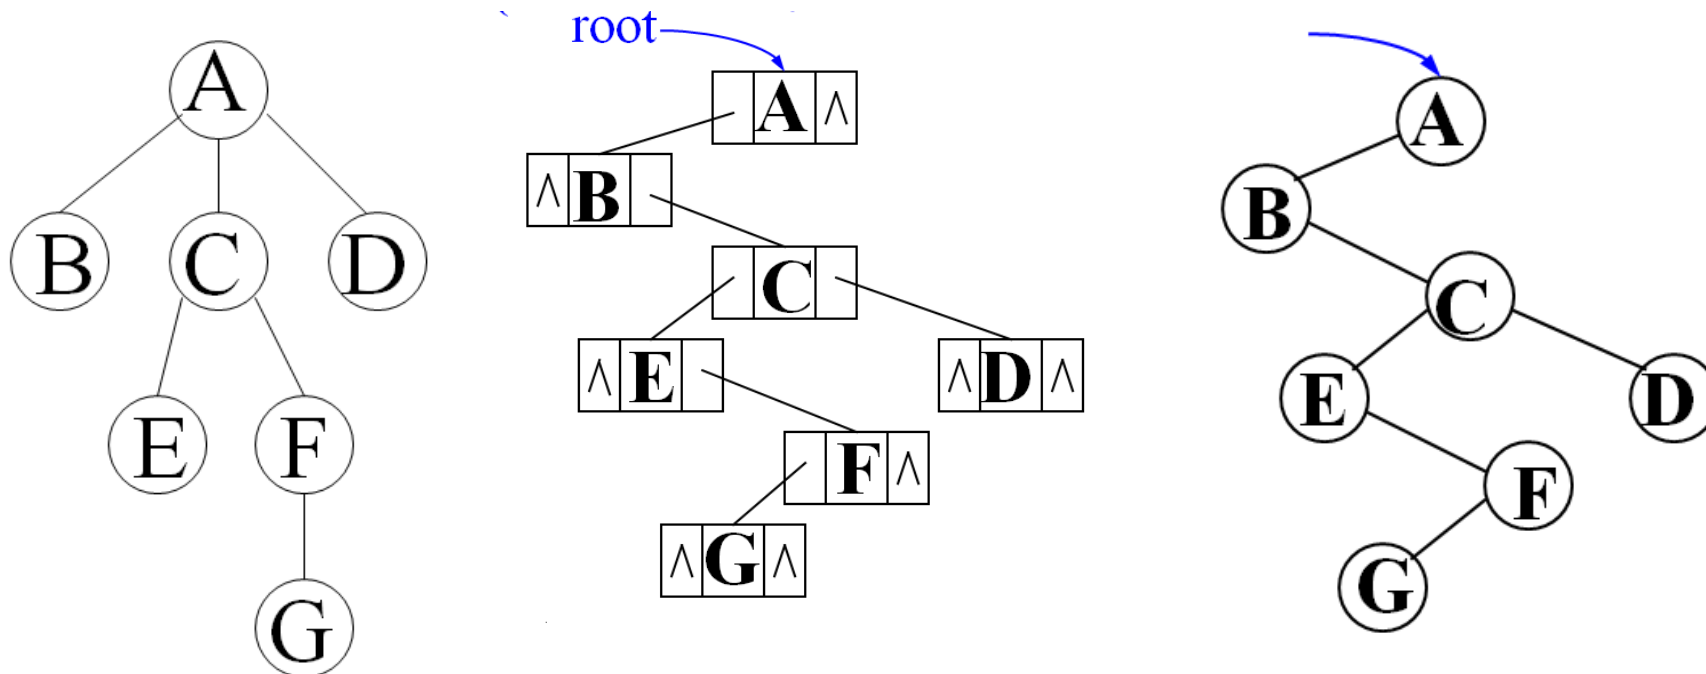 A
B C D
E F
G
root
A ∧
∧ B
C
∧ E
∧ D ∧
F ∧
∧ G ∧
A
B
C
E D
F
G